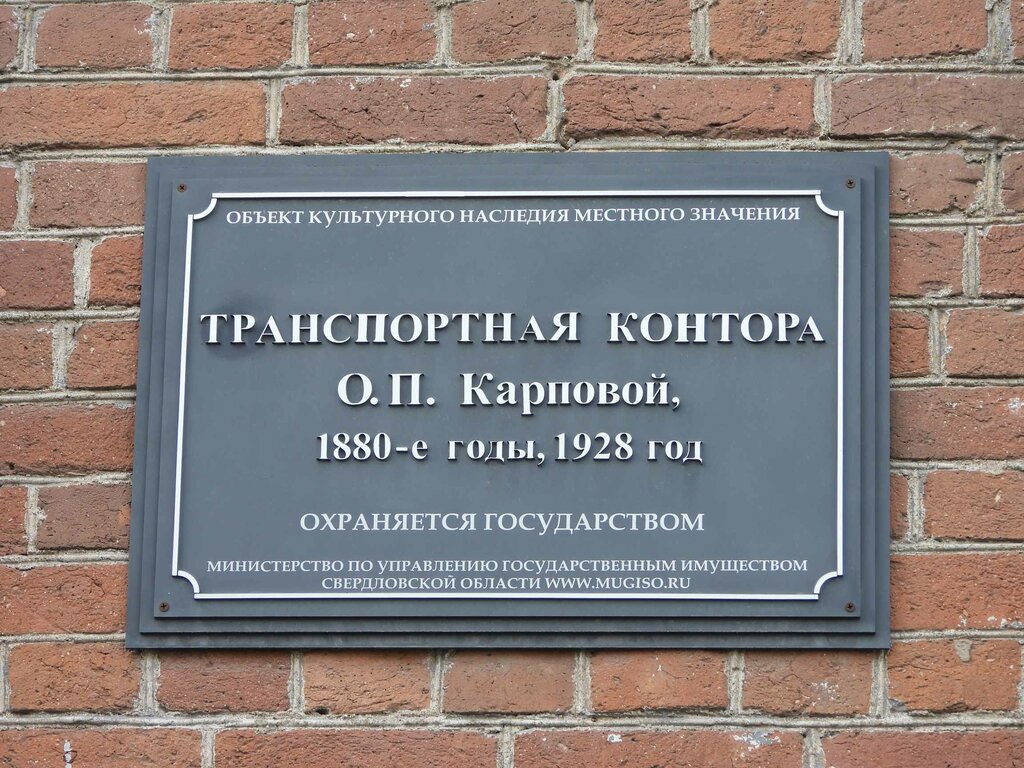 ОБЪЕКТ КУЛЬТУРНОГО НАСЛЕДИЯ МЕСТНОГО ЗНАЧЕНИЯ
ТРАНСПОРТНАЯ КОНТОРА
О. П. Карповой,
1880-е годы, 1928 год
ОХРАНЯЕТСЯ ГОСУДАРСТВОМ
МИНИСТЕРСТВО ПО УПРАВЛЕНИЮ ГОСУДАРСТВЕННЫМ ИМУЩЕСТВОМ
СВЕРДЛОВСКОЙ ОБЛАСТИ WWW.MUGISO.RU